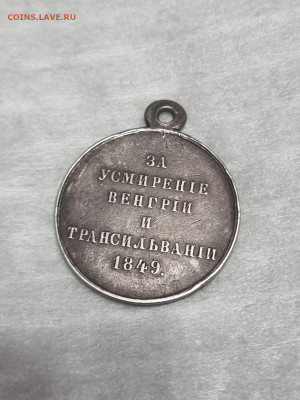 COINS.LAVE.RU
ЗА
УСМИРЕНІЕ
ВЕНГРІИ
И
ТРАНСИЛЬВАНІИ
1849.